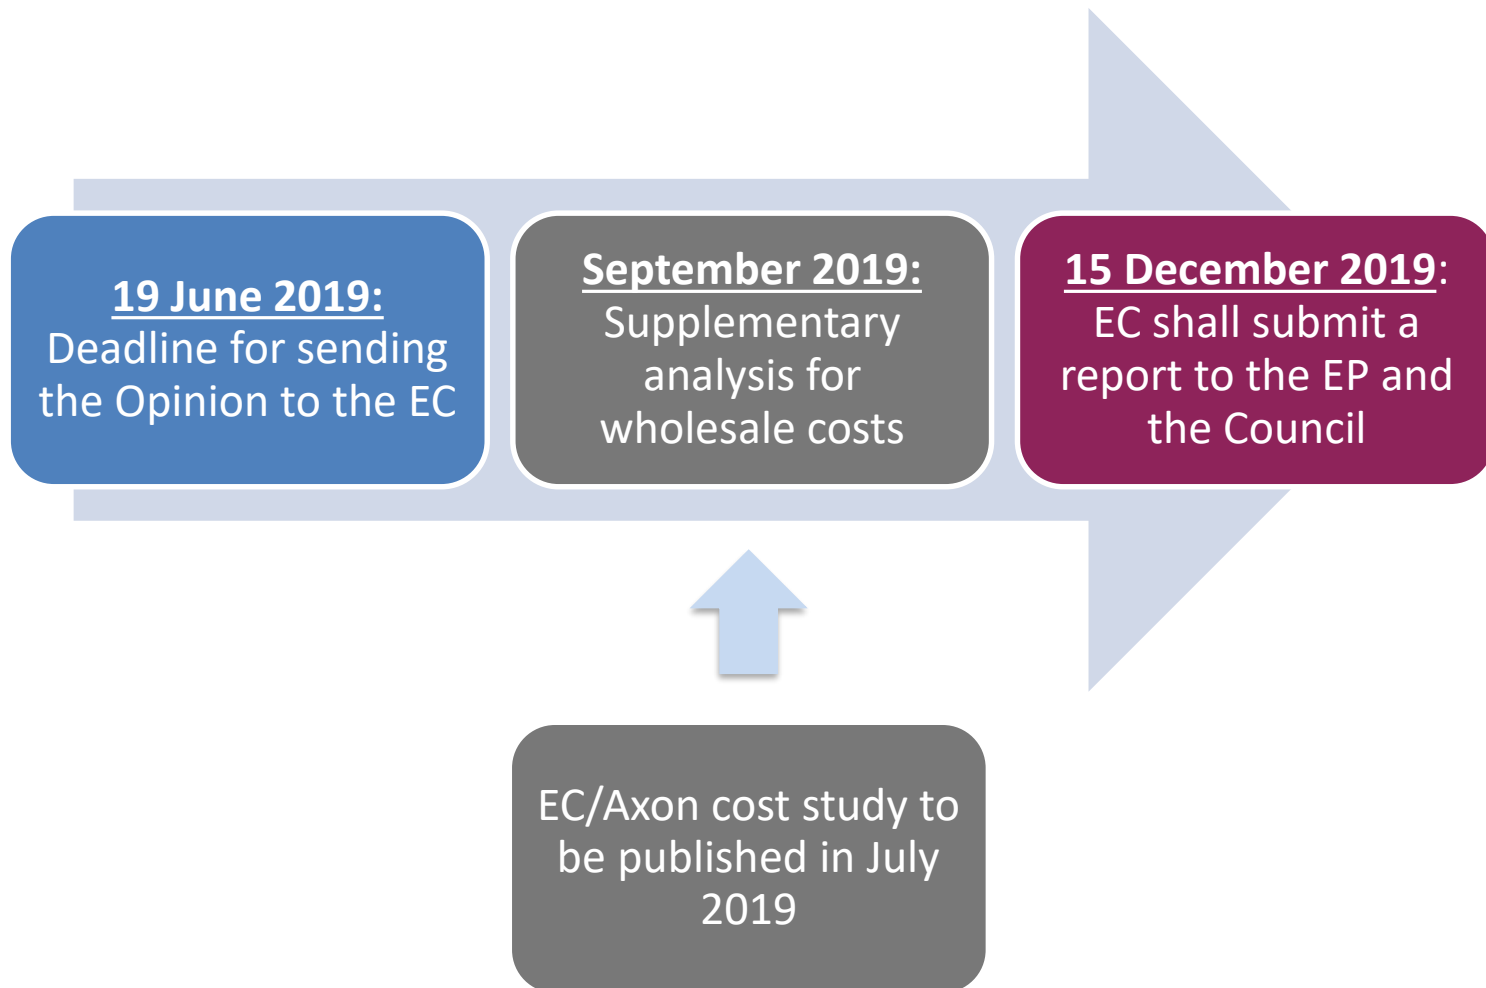 19 June 2019:
Deadline for sending
the Opinion to the EC
September 2019:
Supplementary
analysis for
wholesale costs
15 December 2019:
EC shall submit a
report to the EP and
the Council
EC/Axon cost study to
be published in July
2019